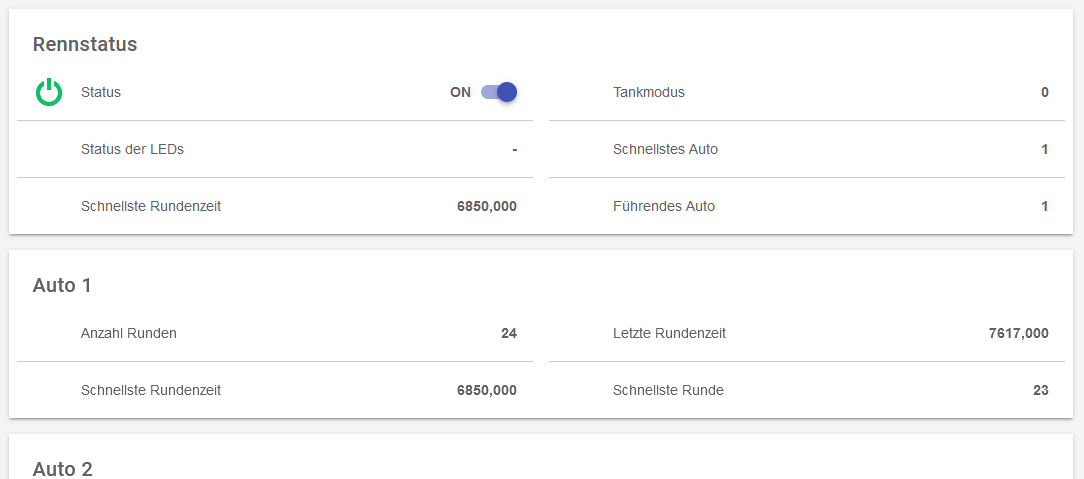 Rennstatus
Status ON Tankmodus 0
Status der LEDs - Schnellstes Auto 1
Schnellste Rundenzeit 6850,000 Führendes Auto 1
Auto 1
Anzahl Runden 24 Letzte Rundenzeit 7617,000
Schnellste Rundenzeit 6850,000 Schnellste Runde 23
Auto 2